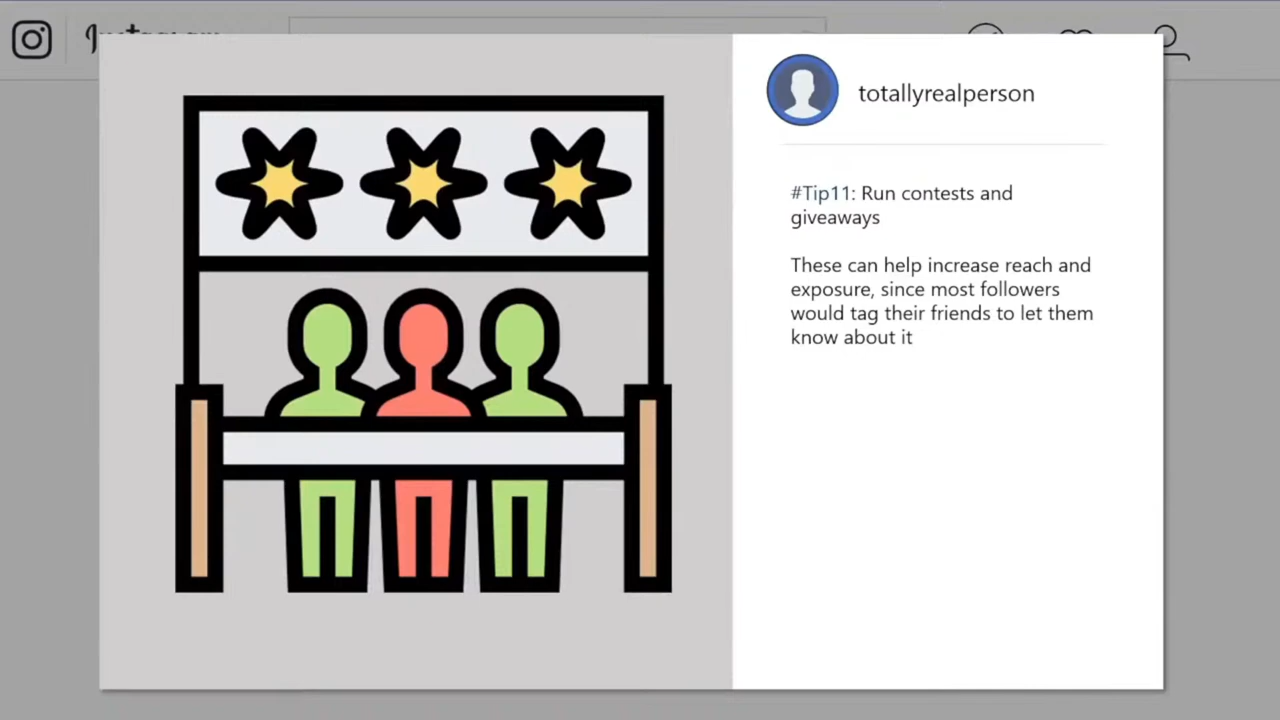 Instagram
totallyrealperson
#Tip11: Run contests and
giveaways
These can help increase reach and
exposure, since most followers
would tag their friends to let them
know about it